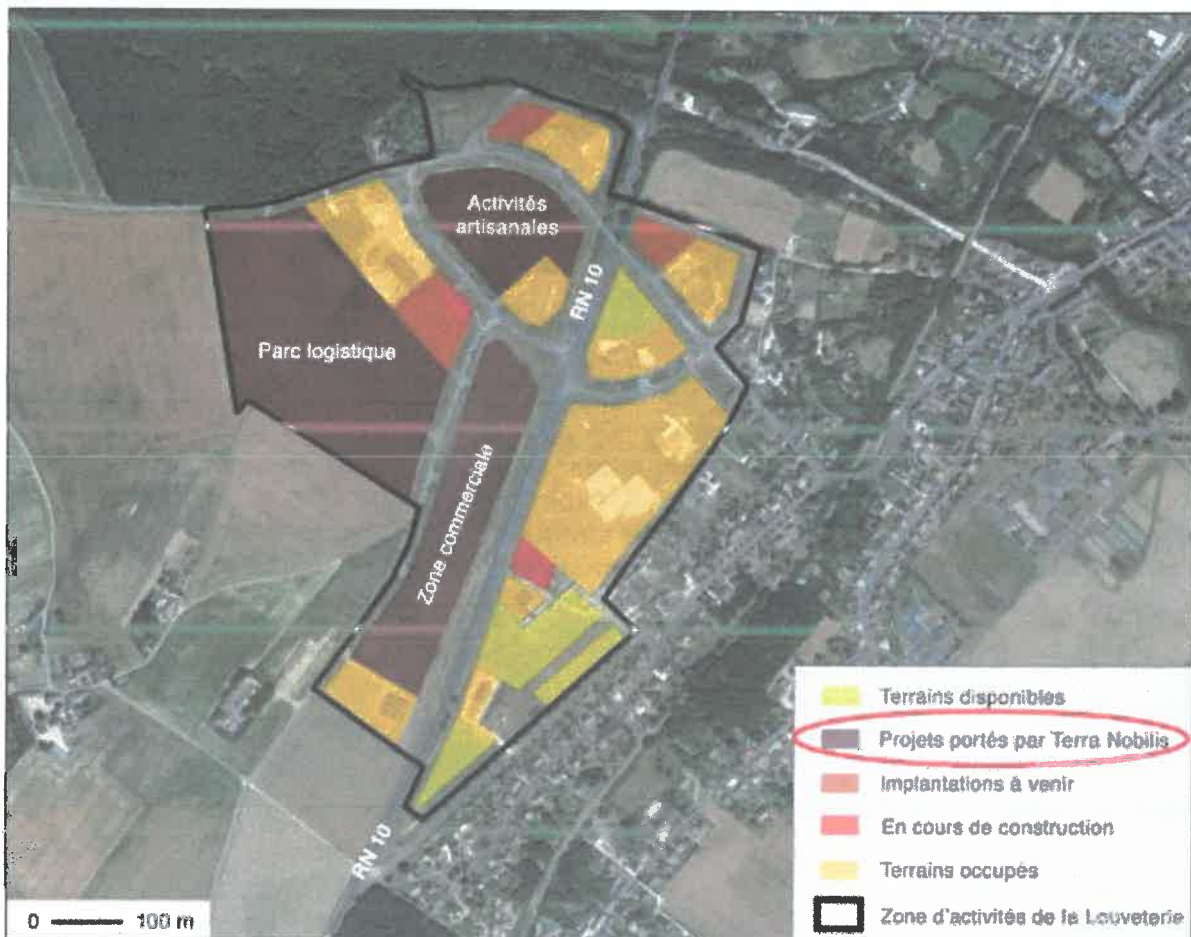 Activités
artisanales
RN 10
Parc logistique
Zone commerciale
RN 10
Terrains disponibles
Projets portés par Terra Nobilis
Implantations à venir
En cours de construction
Terrains occupés
Zone d'activités de la Louveterie
0 100 m